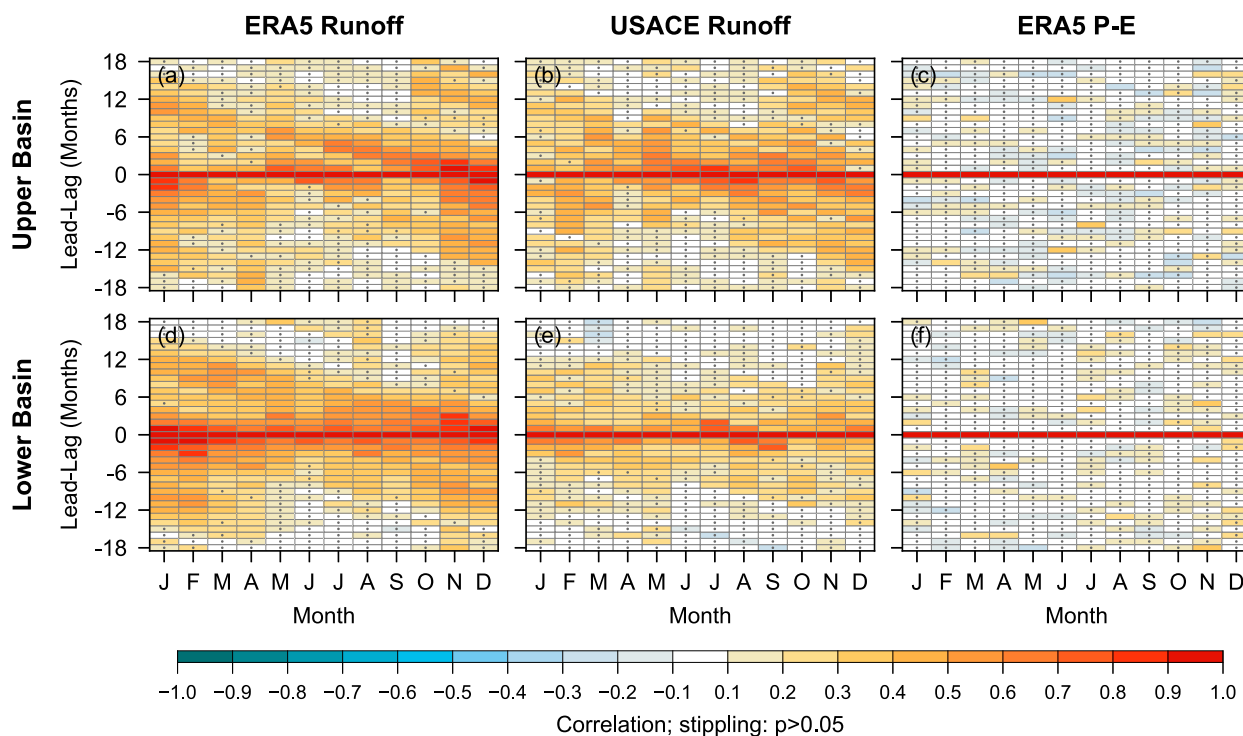 ERA5 Runoff USACE Runoff ERA5 P-E
Upper Basin
Lead-Lag (Months)
18
12
6
0
-6
-12
-18
(a) (b) (c)
Lower Basin
Lead-Lag (Months)
18
12
6
0
-6
-12
-18
(d) (e) (f)
J F M A M J J A S O N D J F M A M J J A S O N D J F M A M J J A S O N D
Month Month Month
−1.0 −0.9 −0.8 −0.7 −0.6 −0.5 −0.4 −0.3 −0.2 −0.1 0.1 0.2 0.3 0.4 0.5 0.6 0.7 0.8 0.9 1.0
Correlation; stippling: p>0.05